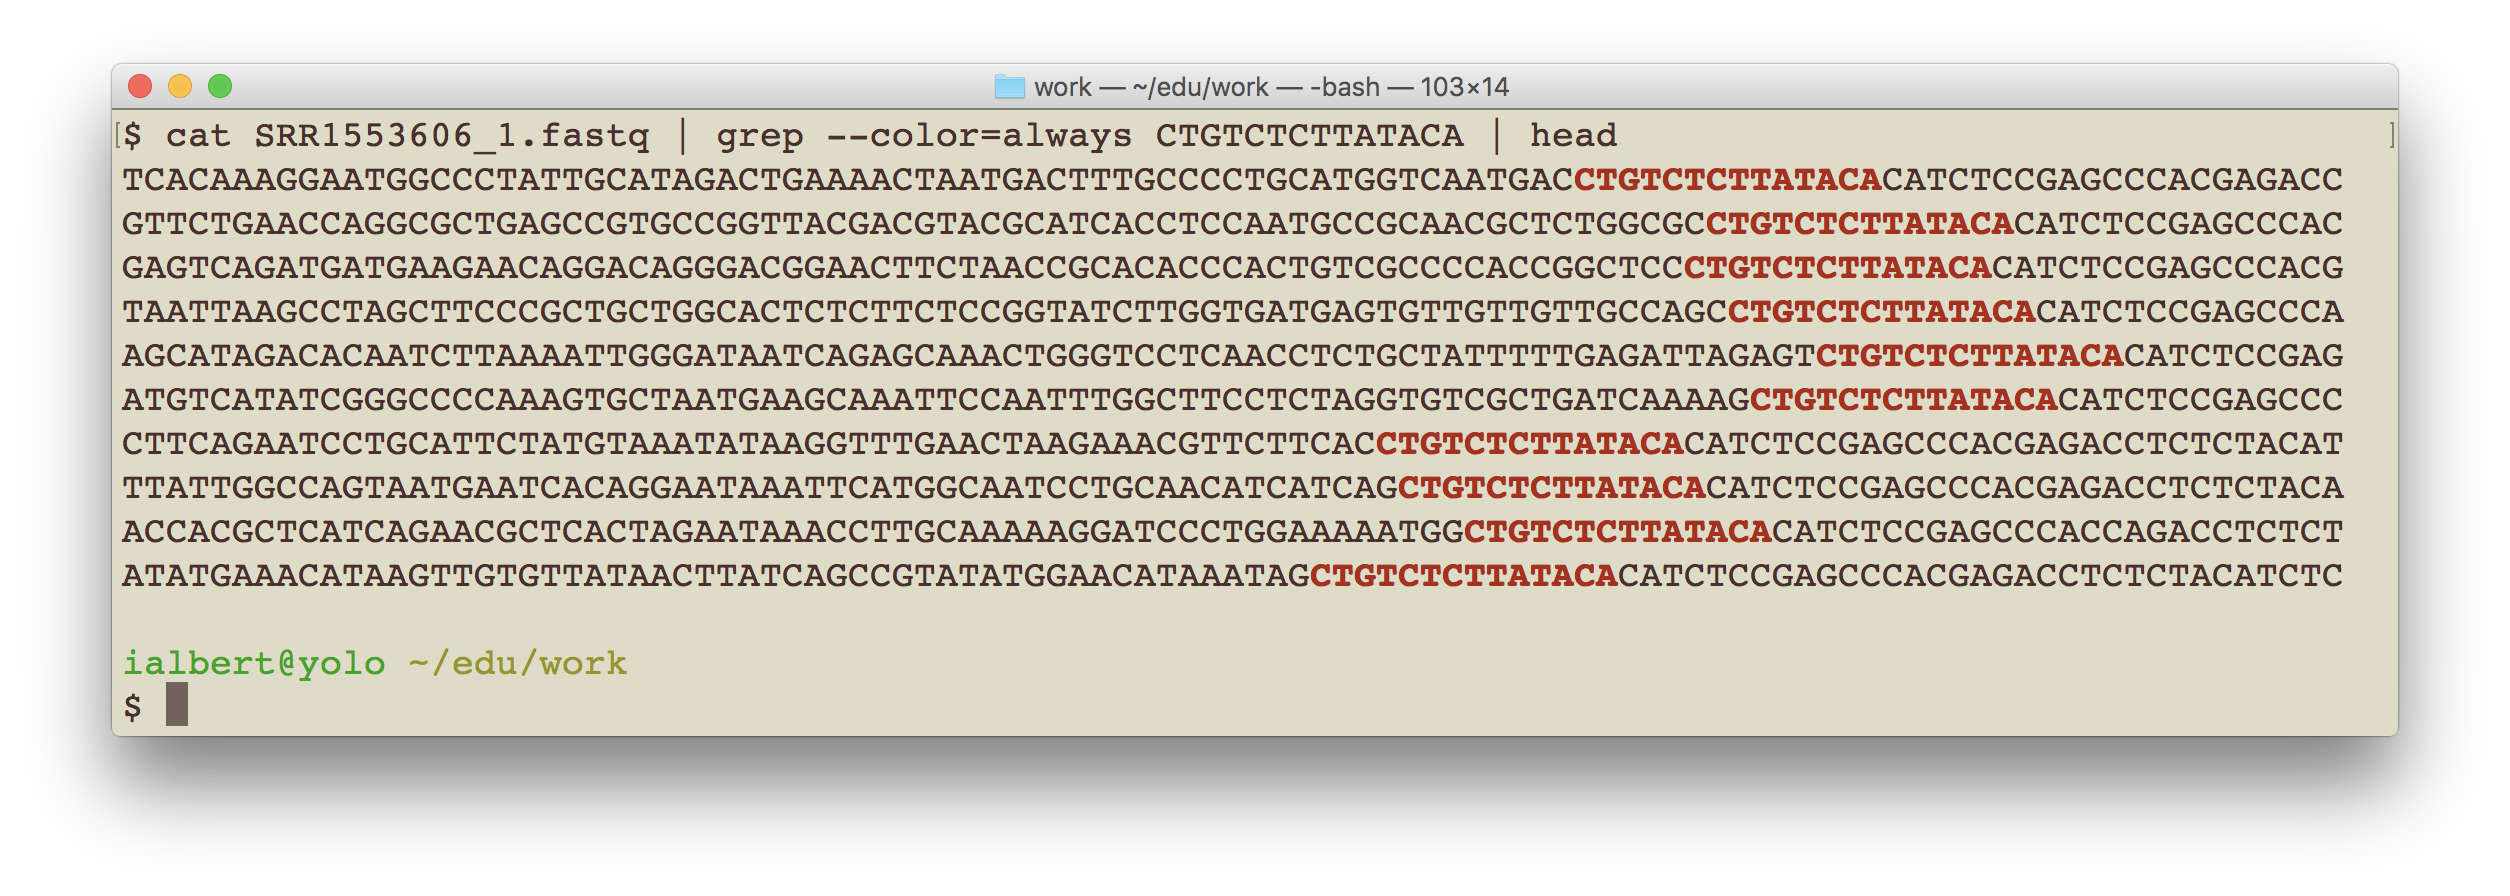 work — ~/edu/work — -bash — 103×14
[$ cat SRR1553606_1.fastq | grep --color=always CTGTCTCTTATACA | head ]
TCACAAAGGAATGGCCCTATTGCATAGACTGAAAACTAATGACTTTGCCCCTGCATGGTCAATGACCTGTCTCTTATACACATCTCCGAGCCCACGAGACC
GTTCTGAACCAGGCGCTGAGCCGTGCCGGTTACGACGTACGCATCACCTCCAATGCCGCAACGCTCTGGCGCCTGTCTCTTATACACATCTCCGAGCCCAC
GAGTCAGATGATGAAGAACAGGACAGGGACGGAACTTCTAACCGCACACCCACTGTCGCCCCACCGGCTCCCTGTCTCTTATACACATCTCCGAGCCCACG
TAATTAAGCCTAGCTTCCCGCTGCTGGCACTCTCTTCTCCGGTATCTTGGTGATGAGTGTTGTTGTTGCCAGCCTGTCTCTTATACACATCTCCGAGCCCA
AGCATAGACACAATCTTAAAATTGGGATAATCAGAGCAAACTGGGTCCTCAACCTCTGCTATTTTTGAGATTAGAGTCTGTCTCTTATACACATCTCCGAG
ATGTCATATCGGGCCCCAAAGTGCTAATGAAGCAAATTCCAATTTGGCTTCCTCTAGGTGTCGCTGATCAAAAGCTGTCTCTTATACACATCTCCGAGCCC
CTTCAGAATCCTGCATTCTATGTAAATATAAGGTTTGAACTAAGAAACGTTCTTCACCTGTCTCTTATACACATCTCCGAGCCCACGAGACCTCTCTACAT
TTATTGGCCAGTAATGAATCACAGGAATAAATTCATGGCAATCCTGCAACATCATCAGCTGTCTCTTATACACATCTCCGAGCCCACGAGACCTCTCTACA
ACCACGCTCATCAGAACGCTCACTAGAATAAACCTTGCAAAAAGGATCCCTGGAAAAATGGCTGTCTCTTATACACATCTCCGAGCCCACCAGACCTCTCT
ATATGAAACATAAGTTGTGTTATAACTTATCAGCCGTATATGGAACATAAATAGCTGTCTCTTATACACATCTCCGAGCCCACGAGACCTCTCTACATCTC
ialbert@yolo ~/edu/work
$